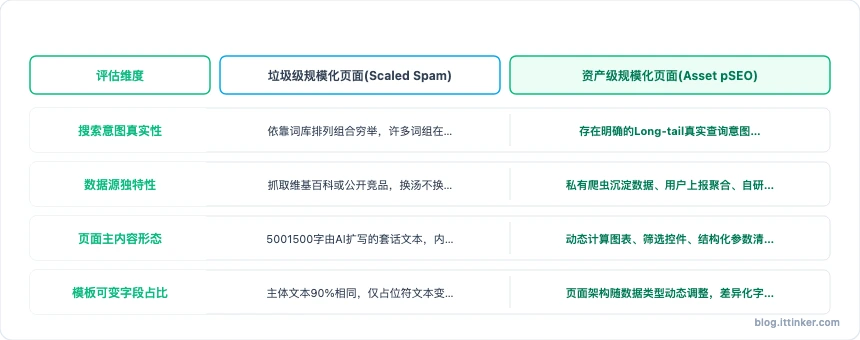 评估维度 垃圾级规模化页面(Scaled Spam) 资产级规模化页面(Asset pSEO)
搜索意图真实性 依靠词库排列组合穷举，许多词组在... 存在明确的Long-tail真实查询意图...
数据源独特性 抓取维基百科或公开竞品，换汤不换... 私有爬虫沉淀数据、用户上报聚合、自研...
页面主内容形态 5001500字由AI扩写的套话文本，内... 动态计算图表、筛选控件、结构化参数清...
模板可变字段占比 主体文本90%相同，仅占位符文本变... 页面架构随数据类型动态调整，差异化字...
blog.ittinker.com